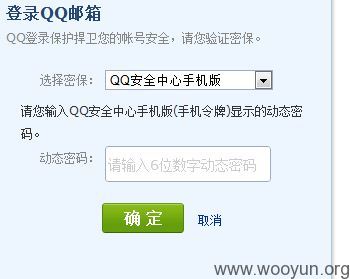 登录QQ邮箱
QQ登录保护捍卫您的帐号安全，请您验证密保。
选择密保：
QQ安全中心手机版
请您输入QQ安全中心手机版(手机令牌)显示的动态密
码。
动态密码：
请输入6位数字动态密码
确 定
取消
www.wooyun.org